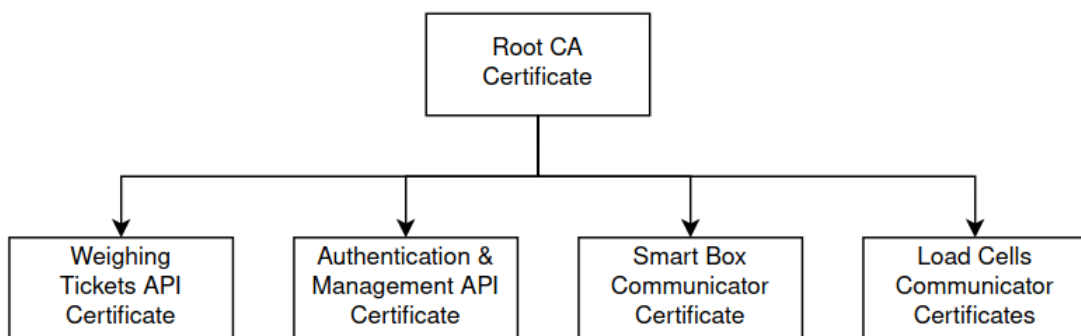 Root CA
Certificate
Weighing
Tickets API
Certificate
Authentication &
Management API
Certificate
Smart Box
Communicator
Certificate
Load Cells
Communicator
Certificates